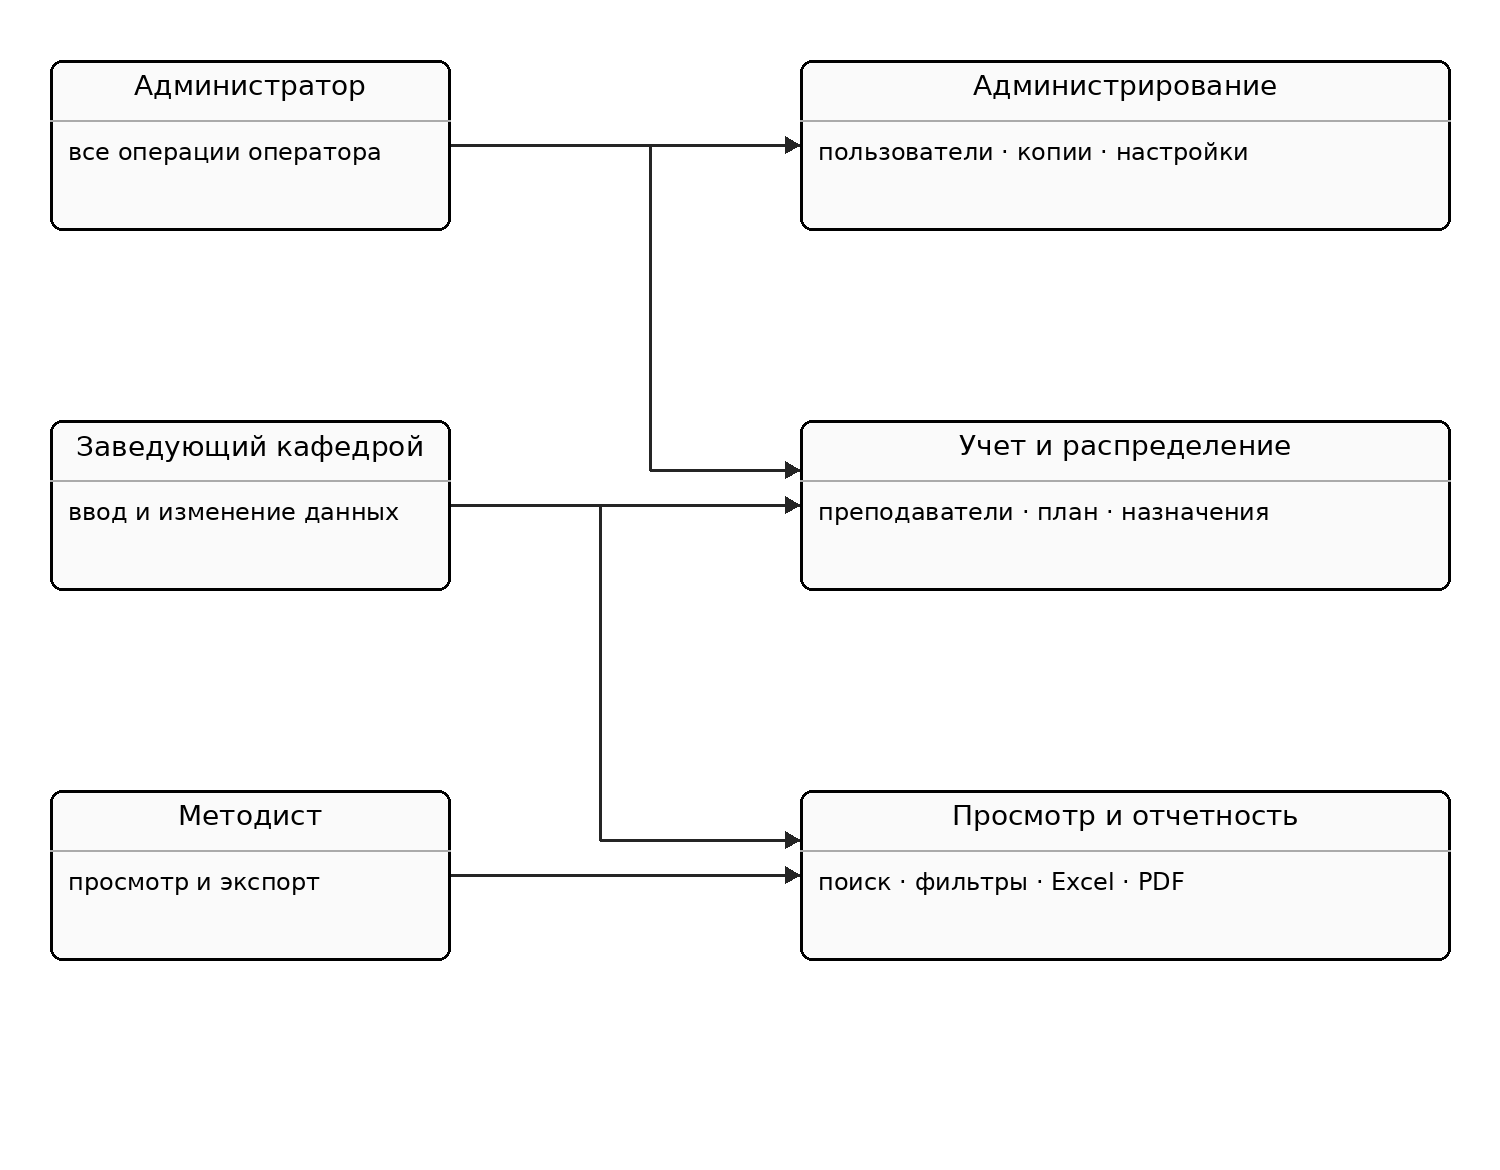 Администратор
все операции оператора
Администрирование
пользователи · копии · настройки
Заведующий кафедрой
ввод и изменение данных
Учет и распределение
преподаватели · план · назначения
Методист
просмотр и экспорт
Просмотр и отчетность
поиск · фильтры · Excel · PDF